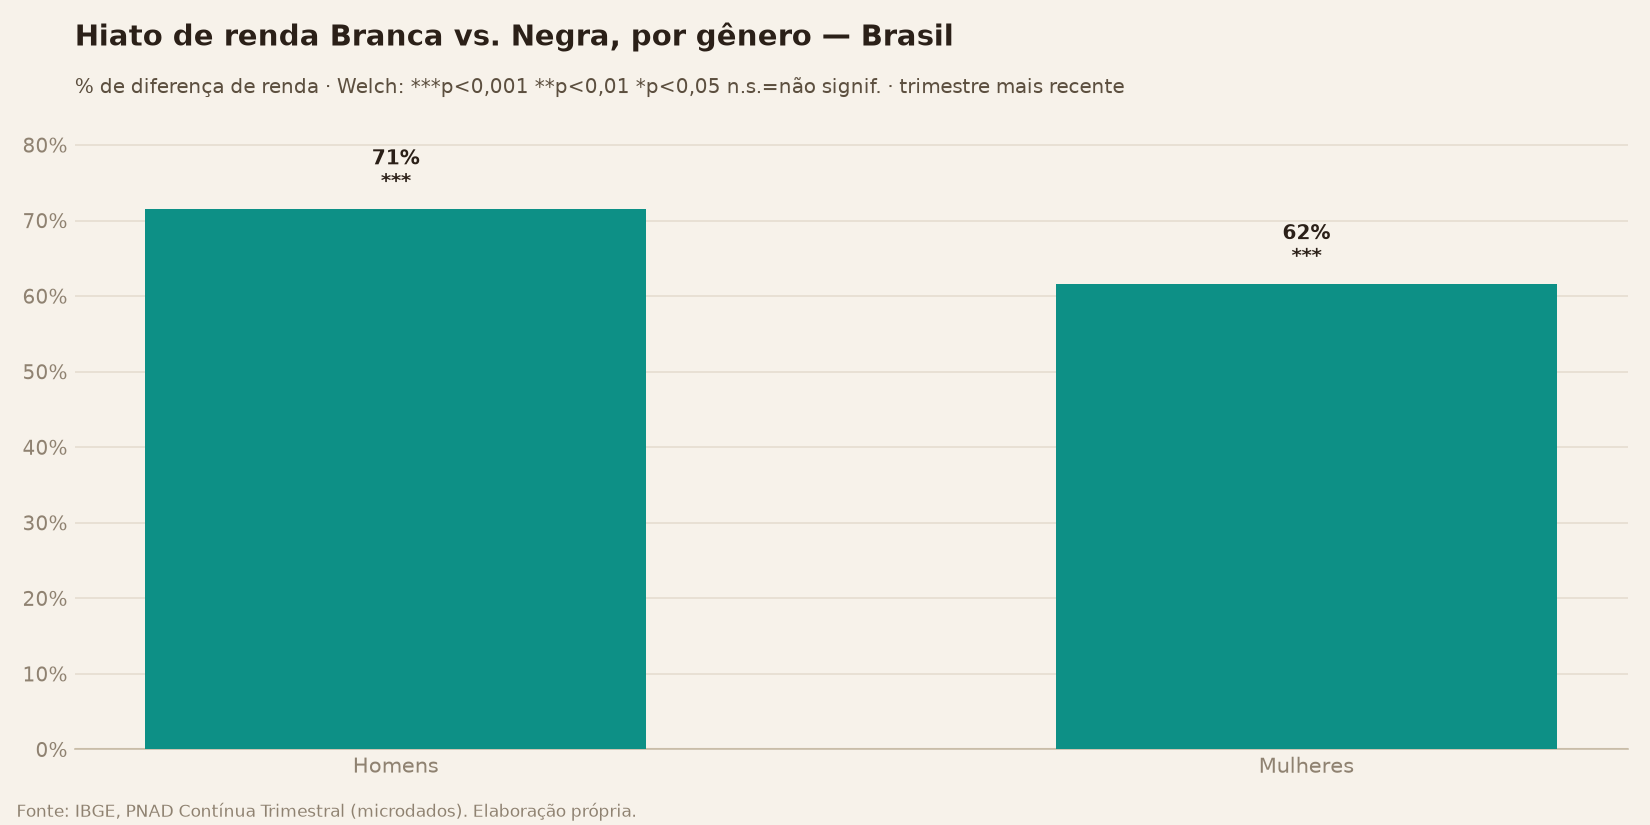 Hiato de renda Branca vs. Negra, por gênero — Brasil
% de diferença de renda · Welch: ***p<0,001 **p<0,01 *p<0,05 n.s.=não signif. · trimestre mais recente
80%
70%
60%
50%
40%
30%
20%
10%
0%
71%
***
62%
***
Homens
Mulheres
Fonte: IBGE, PNAD Contínua Trimestral (microdados). Elaboração própria.